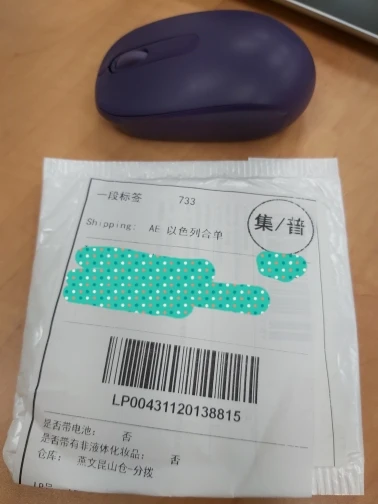 一段标签 733
Shipping: AE 以色列合单
集/普
LP00431120138815
是否带电池： 否
是否带有非液体化妆品： 否
仓库： 燕文昆山仓-分拨